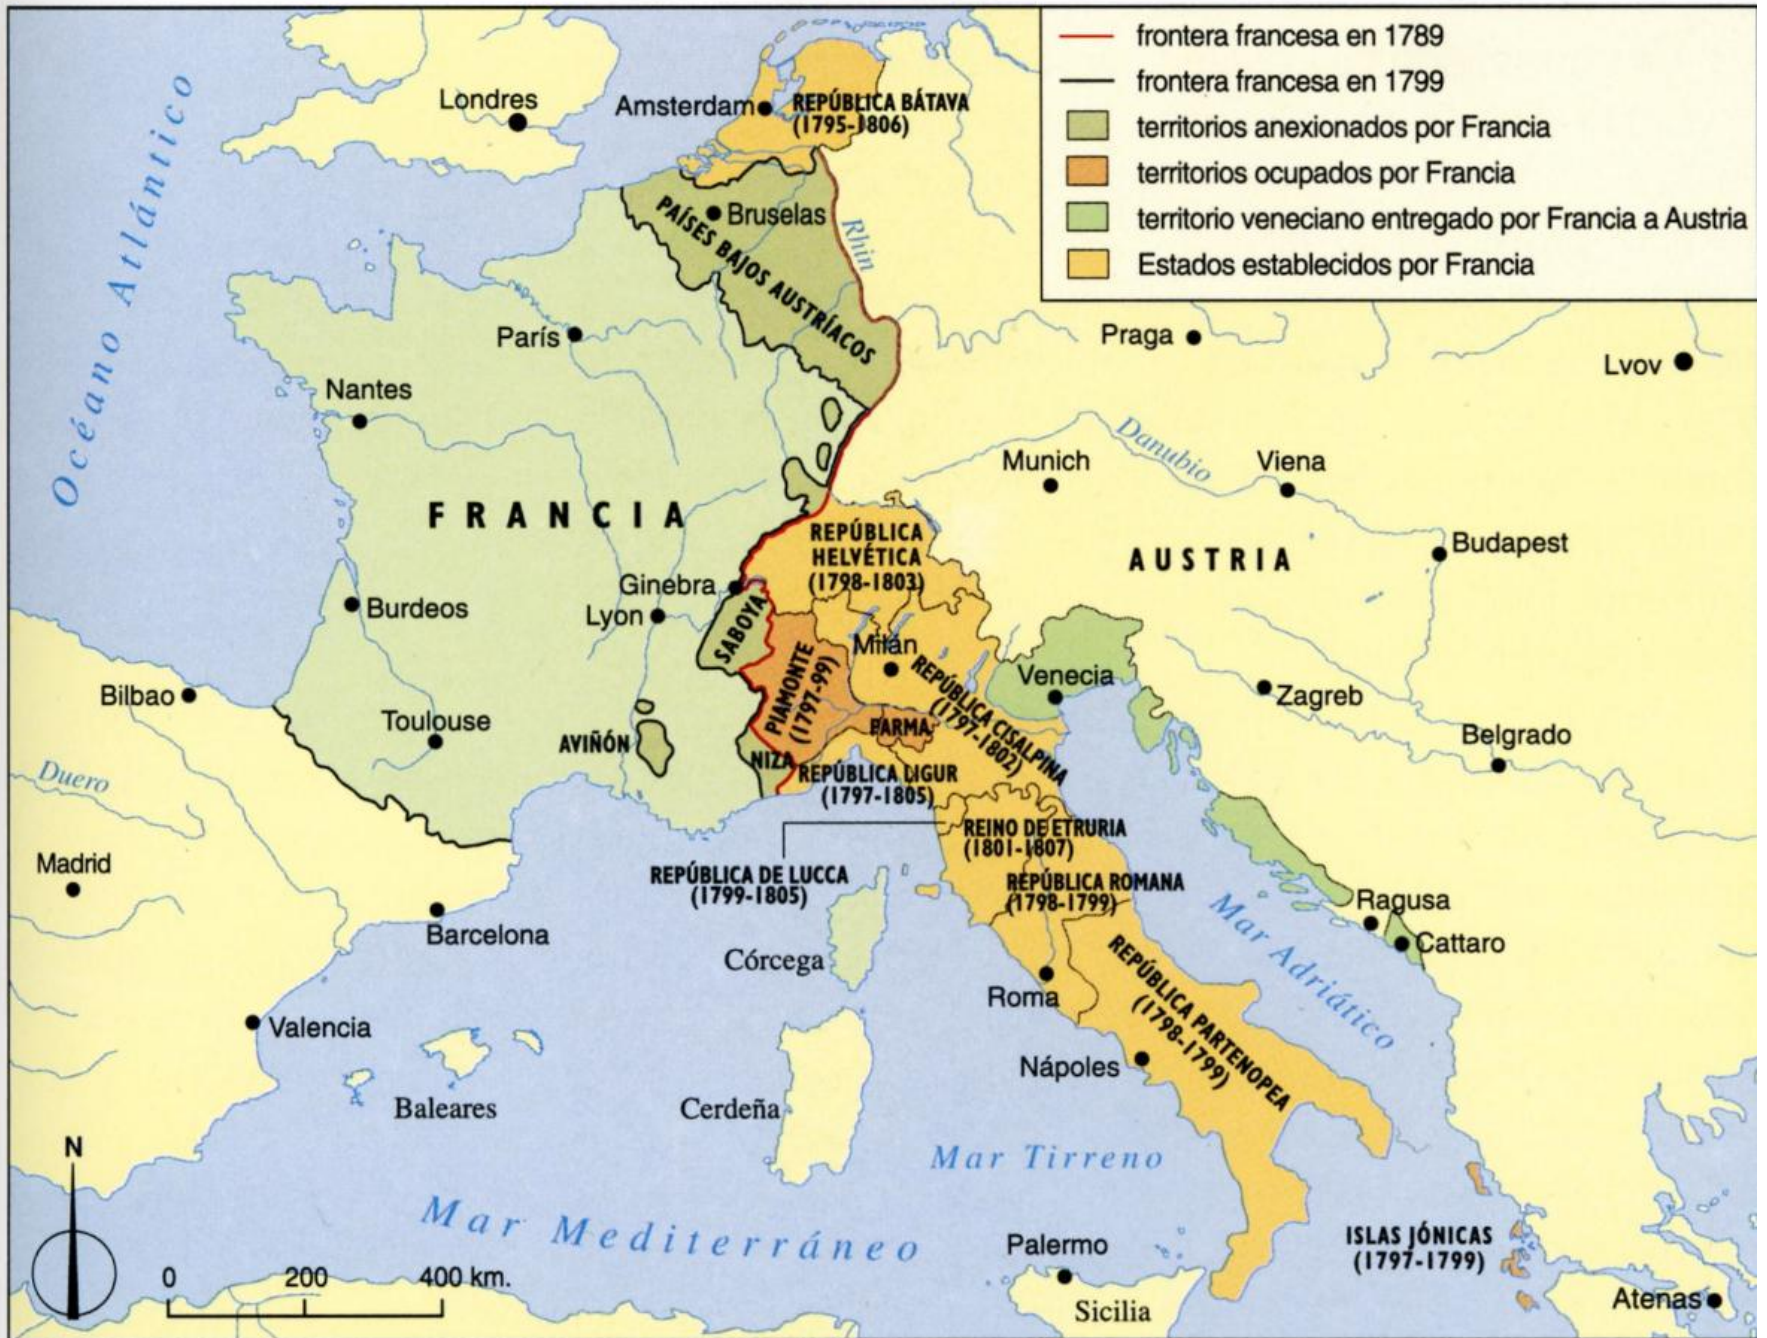 frontera francesa en 1789
frontera francesa en 1799
territorios anexionados por Francia
territorios ocupados por Francia
territorio veneciano entregado por Francia a Austria
Estados establecidos por Francia
Océano Atlántico
Londres
Amsterdam
REPÚBLICA BÁTAVA
(1795-1806)
Bruselas
PAÍSES BAJOS AUSTRÍACOS
Rhin
París
Praga
Lvov
Nantes
Danubio
Munich
Viena
FRANCIA
REPÚBLICA
HELVÉTICA
(1798-1803)
AUSTRIA
Budapest
Ginebra
Burdeos
Lyon
SABOYA
Milán
PIAMONTE
(1797-99)
REPÚBLICA CISALPINA
(1797-1802)
Venecia
Zagreb
Bilbao
Toulouse
AVIÑÓN
PARMA
Belgrado
NIZA
REPÚBLICA LIGUR
(1797-1805)
Duero
REINO DE ETRURIA
(1801-1807)
Madrid
REPÚBLICA DE LUCCA
(1799-1805)
REPÚBLICA ROMANA
(1798-1799)
Ragusa
Cattaro
Barcelona
Córcega
Mar Adriático
REPÚBLICA PARTENOPEA
(1798-1799)
Roma
Valencia
Nápoles
Baleares
Cerdeña
N
Mar Tirreno
Mar Mediterráneo
ISLAS JÓNICAS
(1797-1799)
Palermo
Sicilia
Atenas
0 200 400 km.